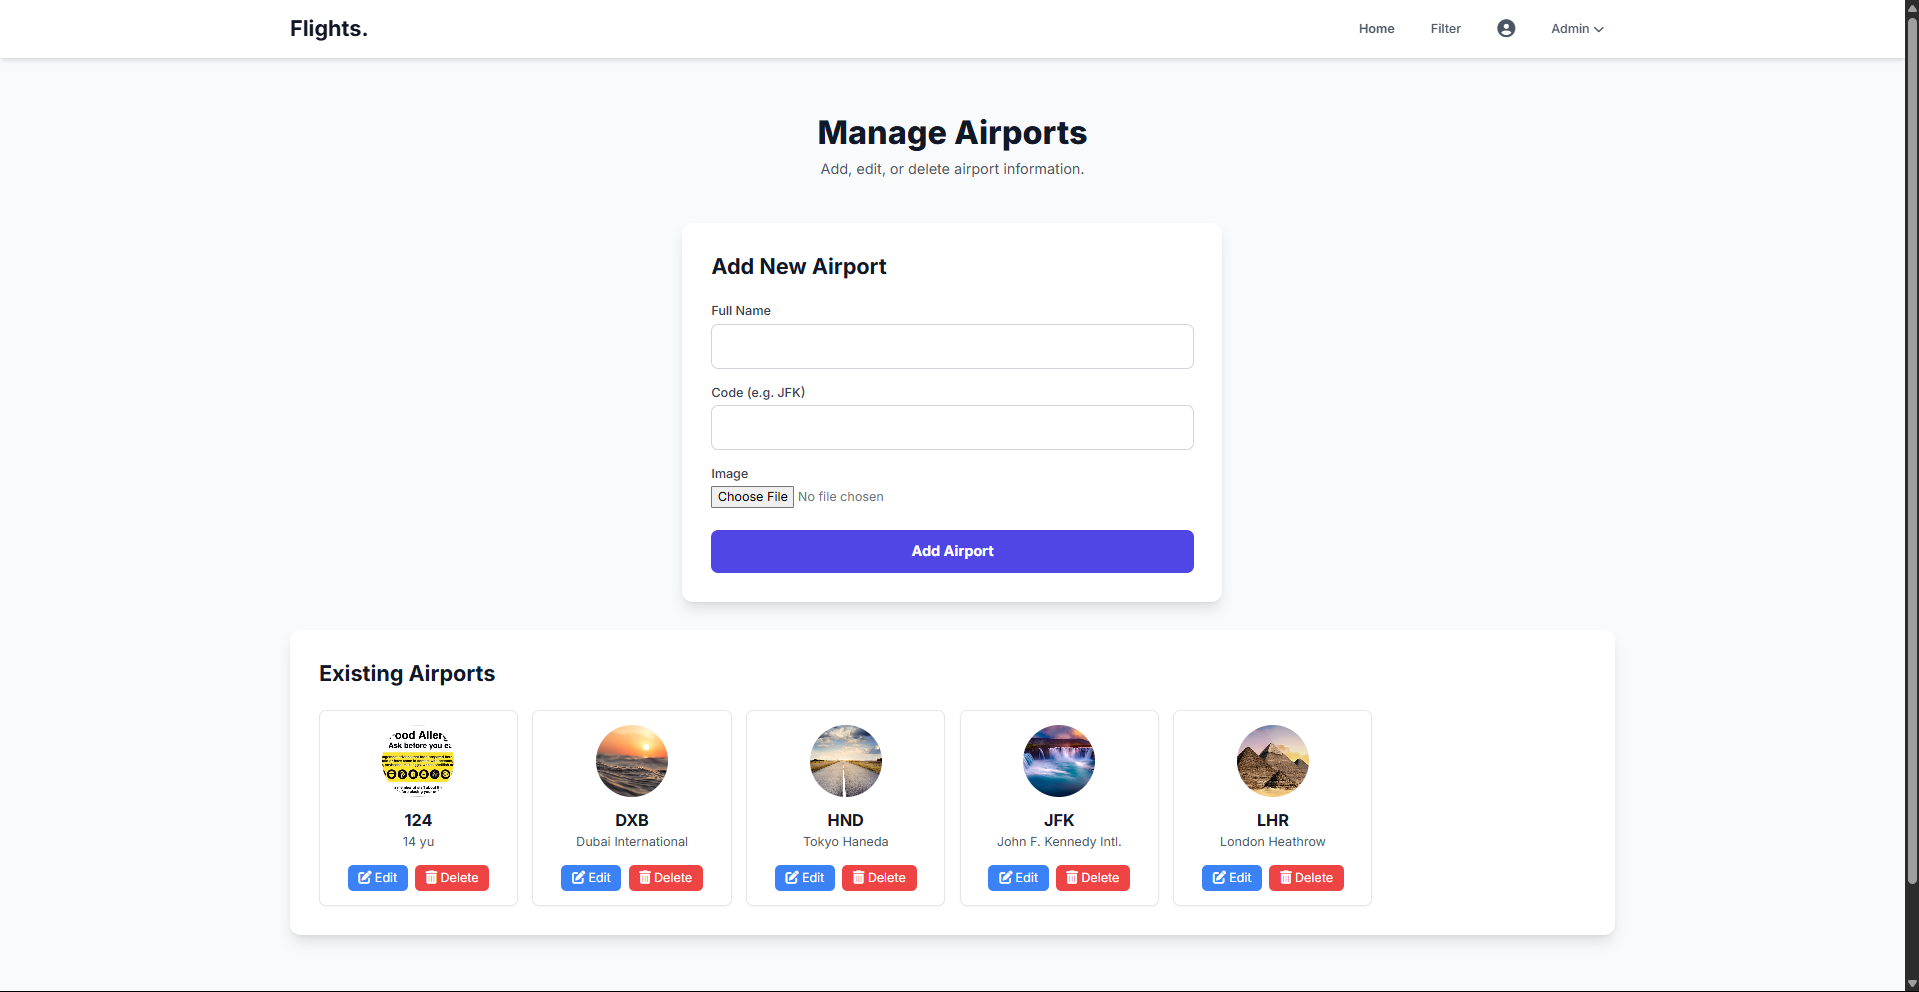 Flights.
Home Filter Admin
Manage Airports
Add, edit, or delete airport information.
Add New Airport
Full Name
Code (e.g. JFK)
Image
Choose File No file chosen
Add Airport
Existing Airports
ood Aller
Ask before you e
124
14 yu
Edit Delete
DXB
Dubai International
Edit Delete
HND
Tokyo Haneda
Edit Delete
JFK
John F. Kennedy Intl.
Edit Delete
LHR
London Heathrow
Edit Delete